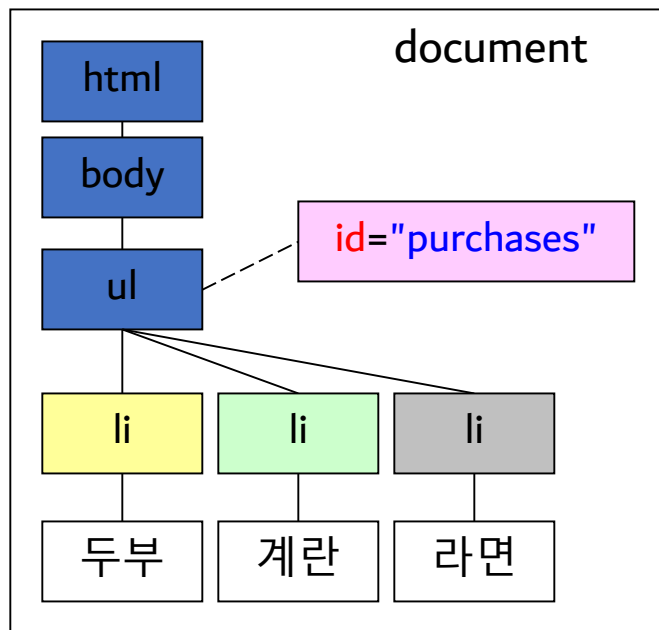 document
html
body
id="purchases"
ul
li li li
두부 계란 라면